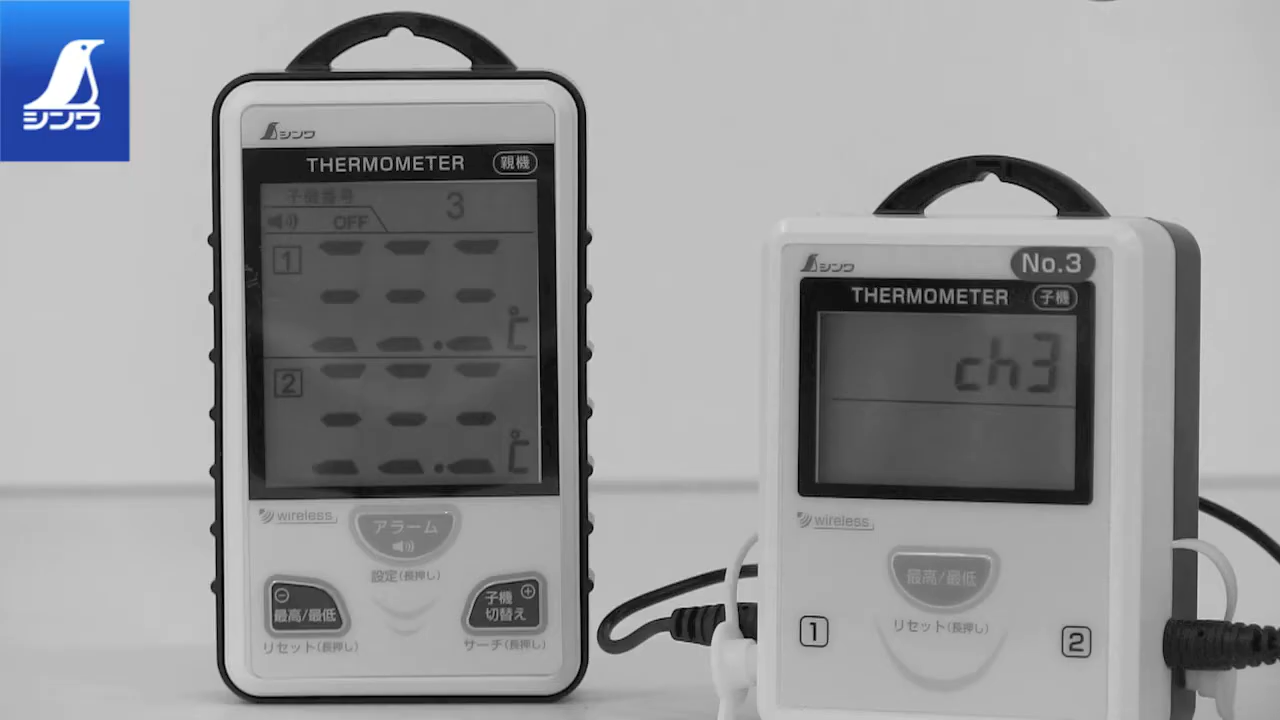 シンワ
シンワ
THERMOMETER 親機
子機番号 3
OFF
1
---.-℃
2
---.-℃
wireless
アラーム
設定(長押し)
最高/最低
リセット(長押し)
子機
切替え
サーチ(長押し)
シンワ
No.3
THERMOMETER 子機
ch3
wireless
最高/最低
リセット(長押し)
1
2